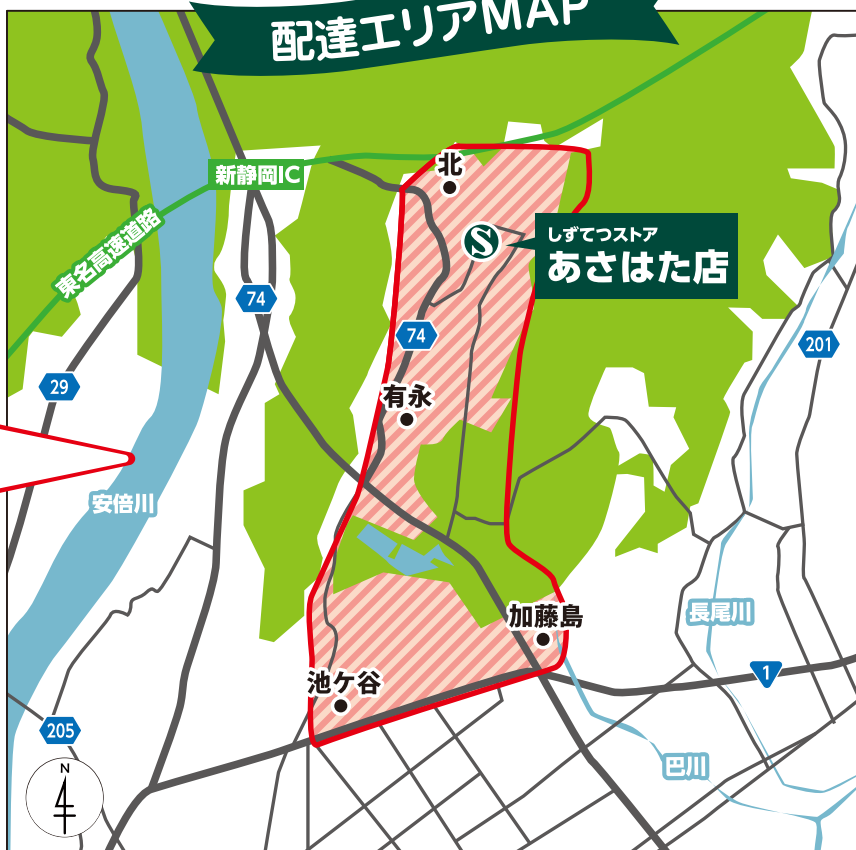 配達エリアMAP
北
新静岡IC
S
しずてつストア
あさはた店
東名高速道路
74
74
201
29
有永
安倍川
加藤島
長尾川
1
池ケ谷
205
巴川
N